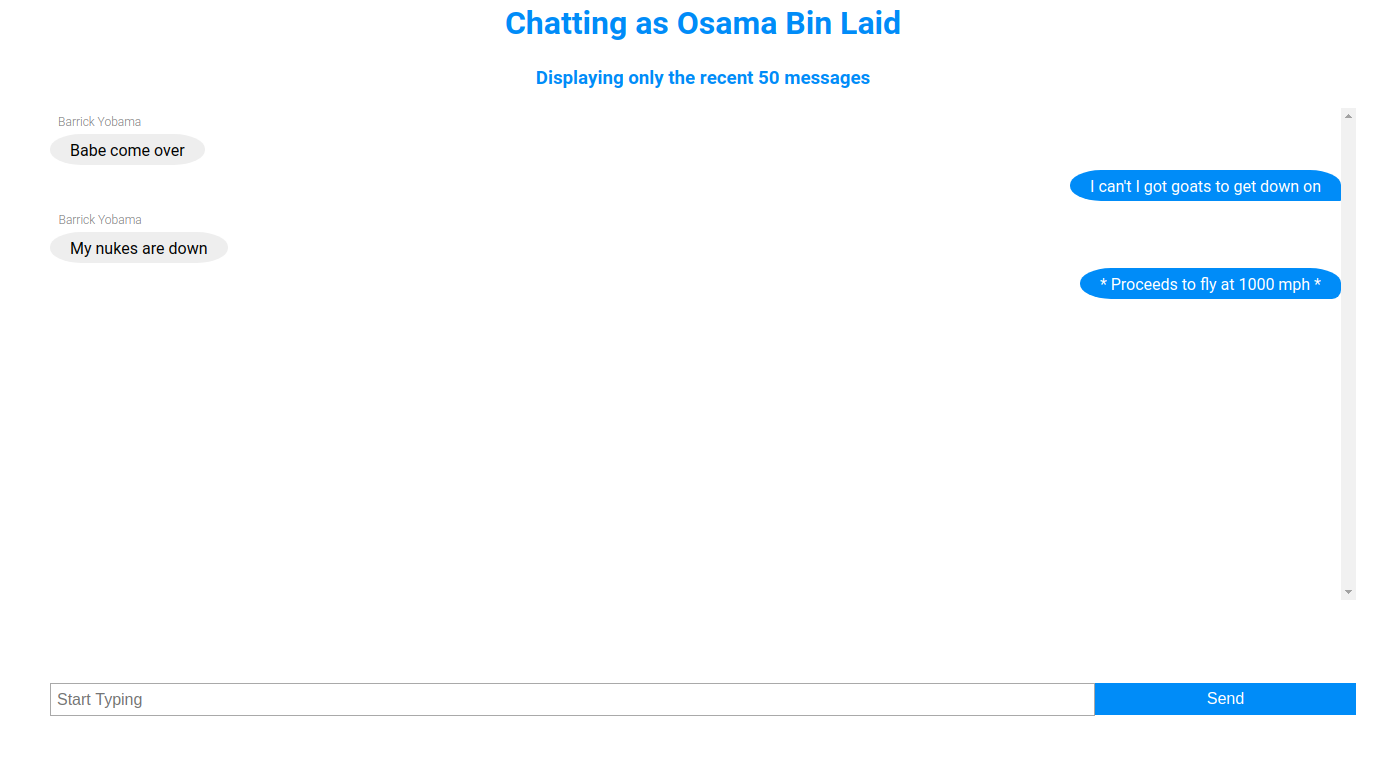 Chatting as Osama Bin Laid
Displaying only the recent 50 messages
Barrick Yobama
Babe come over
I can't I got goats to get down on
Barrick Yobama
My nukes are down
* Proceeds to fly at 1000 mph *
Start Typing
Send